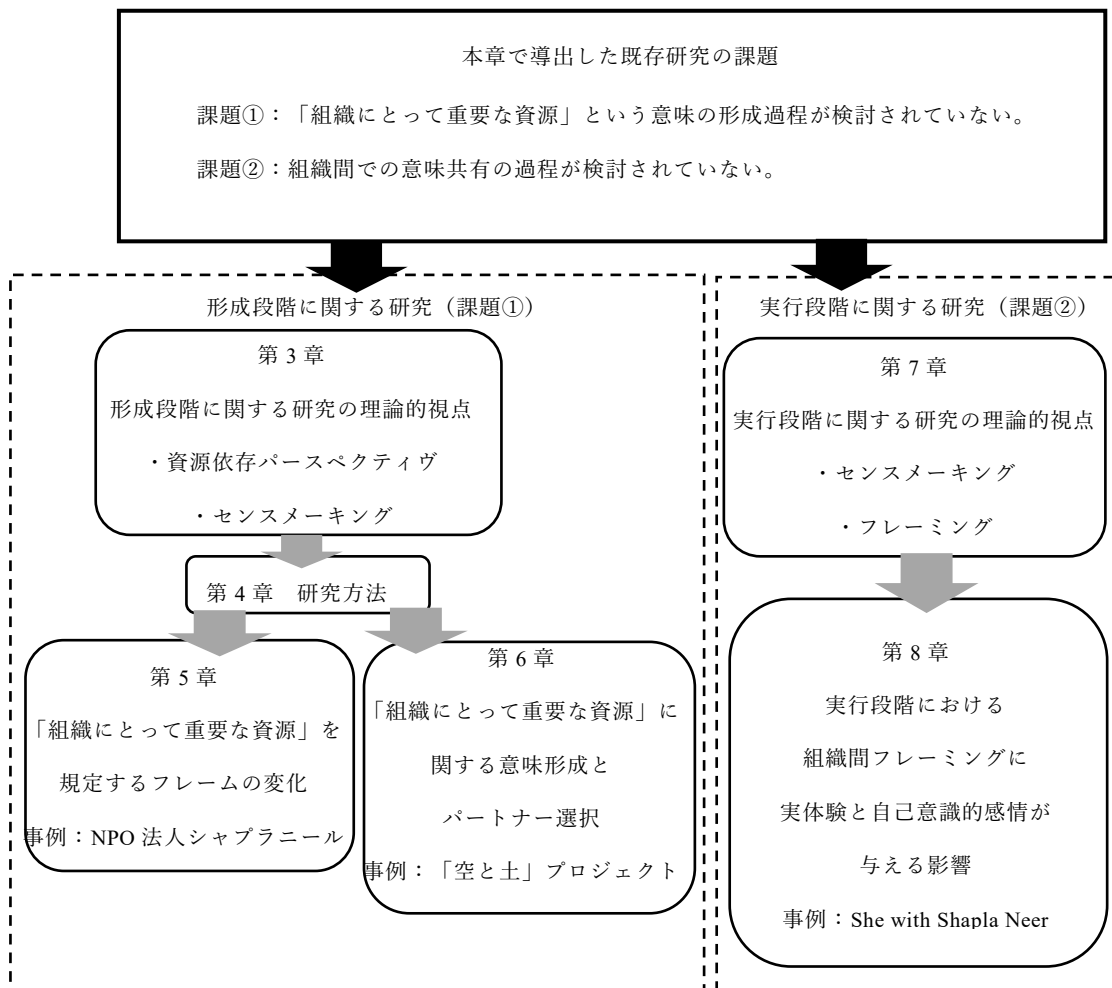 本章で導出した既存研究の課題
課題①：「組織にとって重要な資源」という意味の形成過程が検討されていない。
課題②：組織間での意味共有の過程が検討されていない。
形成段階に関する研究（課題①）
第 3 章
形成段階に関する研究の理論的視点
・資源依存パースペクティヴ
・センスメーキング
第 4 章　研究方法
第 5 章
「組織にとって重要な資源」を
規定するフレームの変化
事例：NPO 法人シャプラニール
第 6 章
「組織にとって重要な資源」に
関する意味形成と
パートナー選択
事例：「空と土」プロジェクト
実行段階に関する研究（課題②）
第 7 章
実行段階に関する研究の理論的視点
・センスメーキング
・フレーミング
第 8 章
実行段階における
組織間フレーミングに
実体験と自己意識的感情が
与える影響
事例：She with Shapla Neer